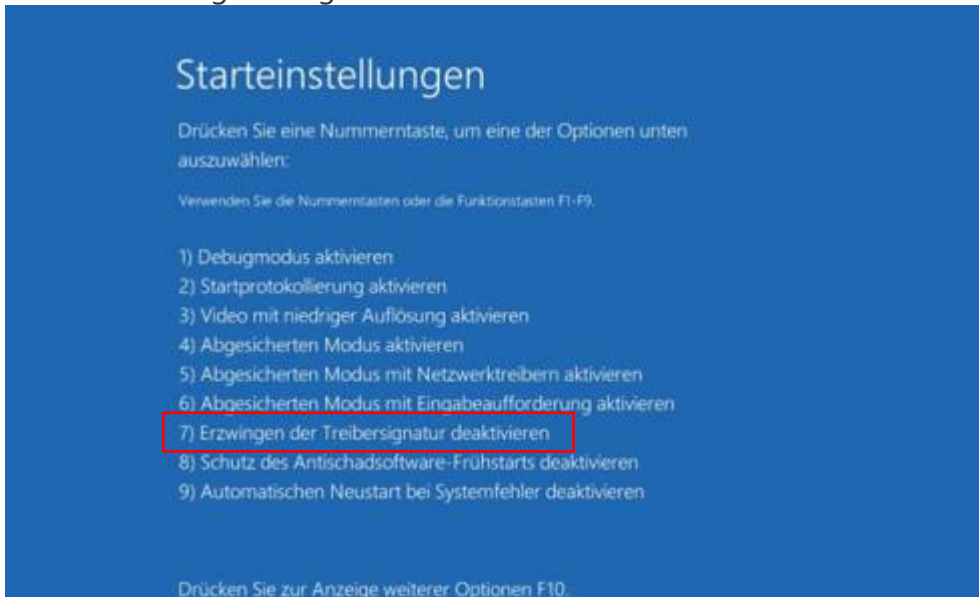 Starteinstellungen
Drücken Sie eine Nummerntaste, um eine der Optionen unten
auszuwählen:
Verwenden Sie die Nummerntasten oder die Funktionstasten F1-F9.
1) Debugmodus aktivieren
2) Startprotokollierung aktivieren
3) Video mit niedriger Auflösung aktivieren
4) Abgesicherten Modus aktivieren
5) Abgesicherten Modus mit Netzwerktreibern aktivieren
6) Abgesicherten Modus mit Eingabeaufforderung aktivieren
7) Erzwingen der Treibersignatur deaktivieren
8) Schutz des Antischadsoftware-Frühstarts deaktivieren
9) Automatischen Neustart bei Systemfehler deaktivieren
Drücken Sie zur Anzeige weiterer Optionen F10.